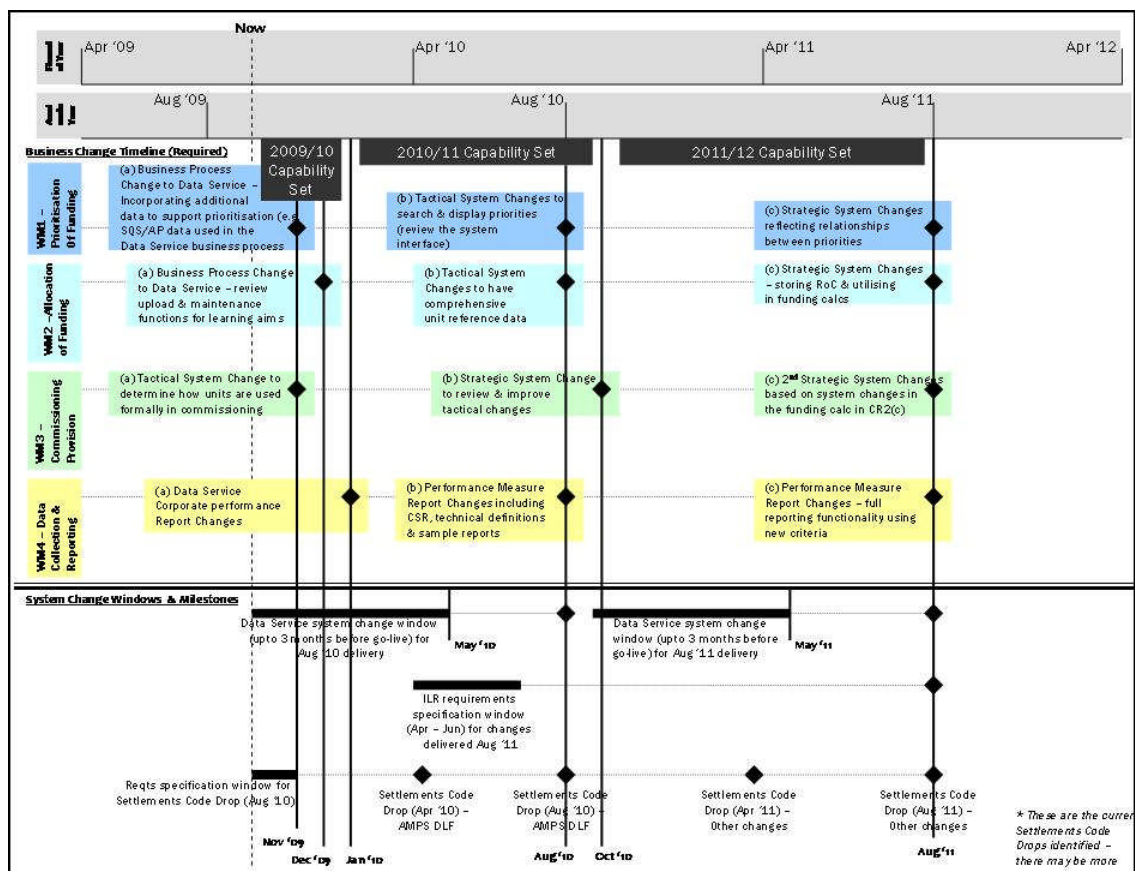 Now
Apr ‘09
Apr ‘10
Apr ‘11
Apr ‘12
Aug ‘09
Aug ‘10
Aug ‘11
Business Change Timeline (Required)
2009/10
Capability
Set
2010/11 Capability Set
2011/12 Capability Set
WM1 –
Prioritisation
Of Funding
(a) Business Process
Change to Data Service –
Incorporating additional
data to support prioritisation (e.g.
SQS/AP data used in the
Data Service business process
(b) Tactical System Changes to
search & display priorities
(review the system
interface)
(c) Strategic System Changes
reflecting relationships
between priorities
WM2 –Allocation
of Funding
(a) Business Process Change
to Data Service – review
upload & maintenance
functions for learning aims
(b) Tactical System
Changes to have
comprehensive
unit reference data
(c) Strategic System Changes
– storing RoC & utilising
in funding calcs
WM3 –
Commissioning
Provision
(a) Tactical System Change to
determine how units are used
formally in commissioning
(b) Strategic System Change
to review & improve
tactical changes
(c) 2nd Strategic System Changes
based on system changes in
the funding calc in CR2(c)
WM4 – Data
Collection &
Reporting
(a) Data Service
Corporate performance
Report Changes
(b) Performance Measure
Report Changes including
CSR, technical definitions
& sample reports
(c) Performance Measure
Report Changes – full
reporting functionality using
new criteria
System Change Windows & Milestones
Data Service system change window
(upto 3 months before go-live) for
Aug ‘10 delivery
May ‘10
Data Service system change
window (upto 3 months before
go-live) for Aug ‘11 delivery
May ‘11
ILR requirements
specification window
(Apr – Jun) for changes
delivered Aug ‘11
Reqts specification window for
Settlements Code Drop (Aug ‘10)
Settlements Code
Drop (Apr ‘10) –
AMPS DLF
Settlements Code
Drop (Aug ‘10) –
AMPS DLF
Settlements Code
Drop (Apr ‘11) –
Other changes
Settlements Code
Drop (Aug ‘11) –
Other changes
Nov ‘09
Dec ‘09
Jan ‘10
Aug ‘10
Oct ‘10
Aug ‘11
* These are the curren
Settlements Code
Drops identified –
there may be more